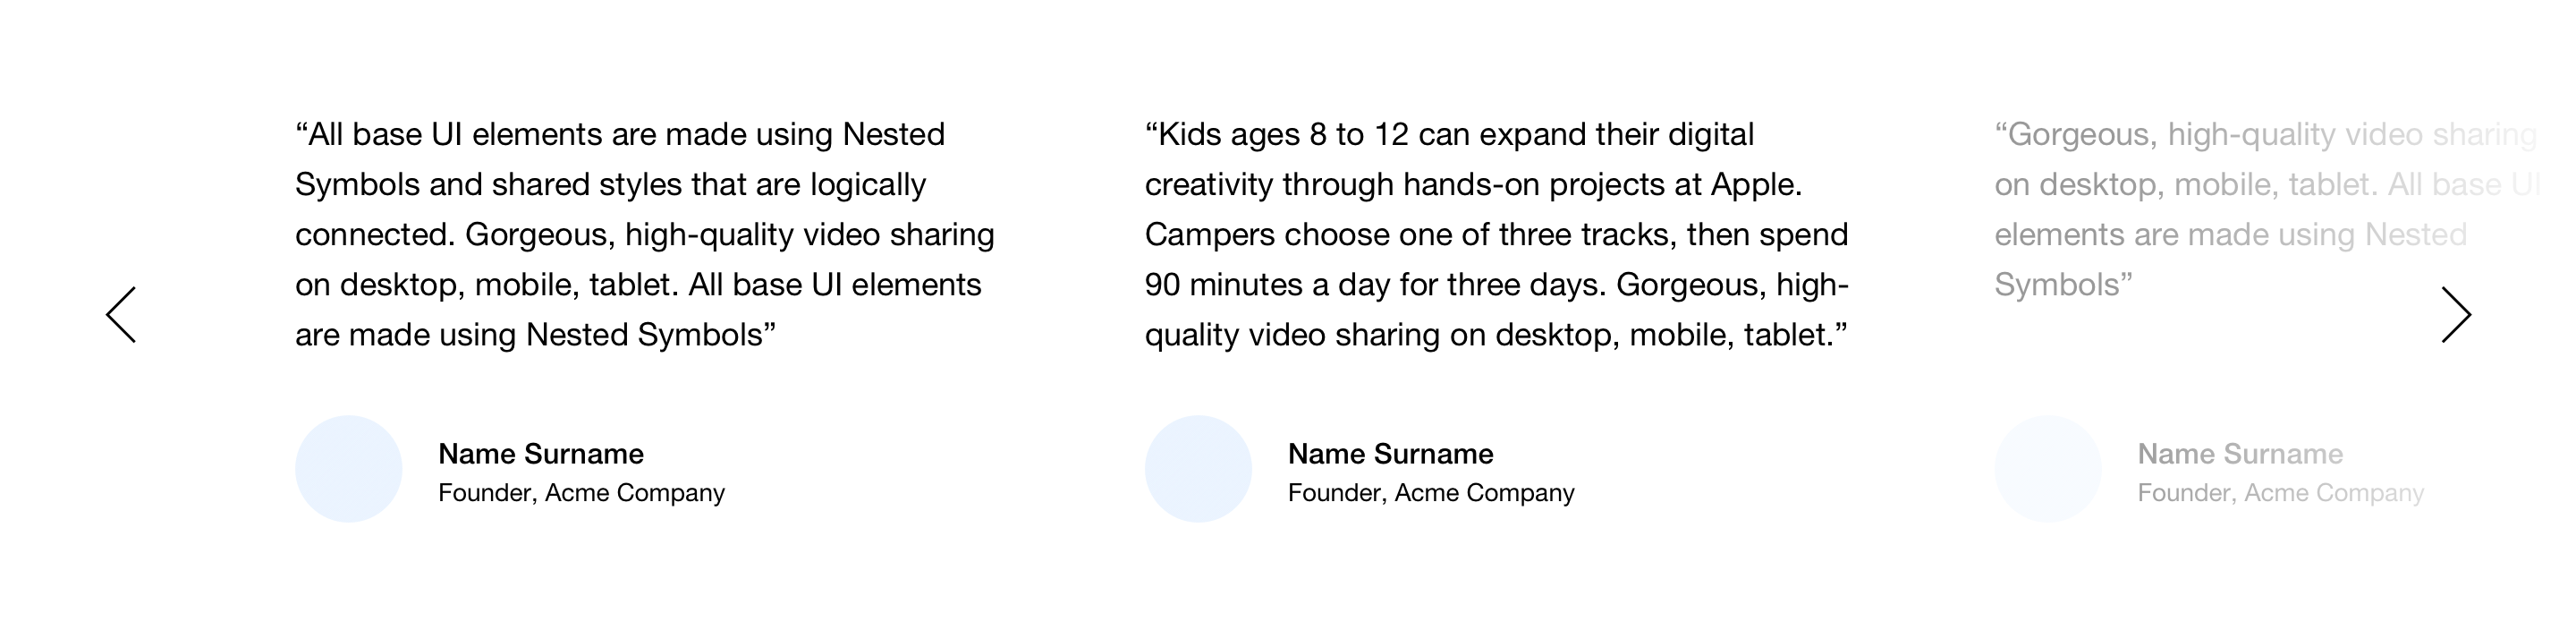 “All base UI elements are made using Nested
Symbols and shared styles that are logically
connected. Gorgeous, high-quality video sharing
on desktop, mobile, tablet. All base UI elements
are made using Nested Symbols”
Name Surname
Founder, Acme Company
“Kids ages 8 to 12 can expand their digital
creativity through hands-on projects at Apple.
Campers choose one of three tracks, then spend
90 minutes a day for three days. Gorgeous, high-
quality video sharing on desktop, mobile, tablet.”
Name Surname
Founder, Acme Company
“Gorgeous, high-quality video sharing
on desktop, mobile, tablet. All base UI
elements are made using Nested
Symbols”
Name Surname
Founder, Acme Company